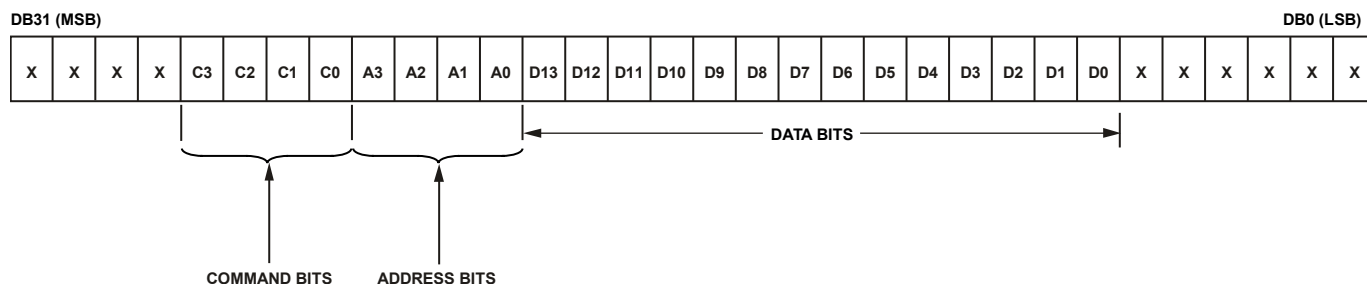 DB31 (MSB) DB0 (LSB)
X X X X C3 C2 C1 C0 A3 A2 A1 A0 D13 D12 D11 D10 D9 D8 D7 D6 D5 D4 D3 D2 D1 D0 X X X X X X
DATA BITS
COMMAND BITS ADDRESS BITS